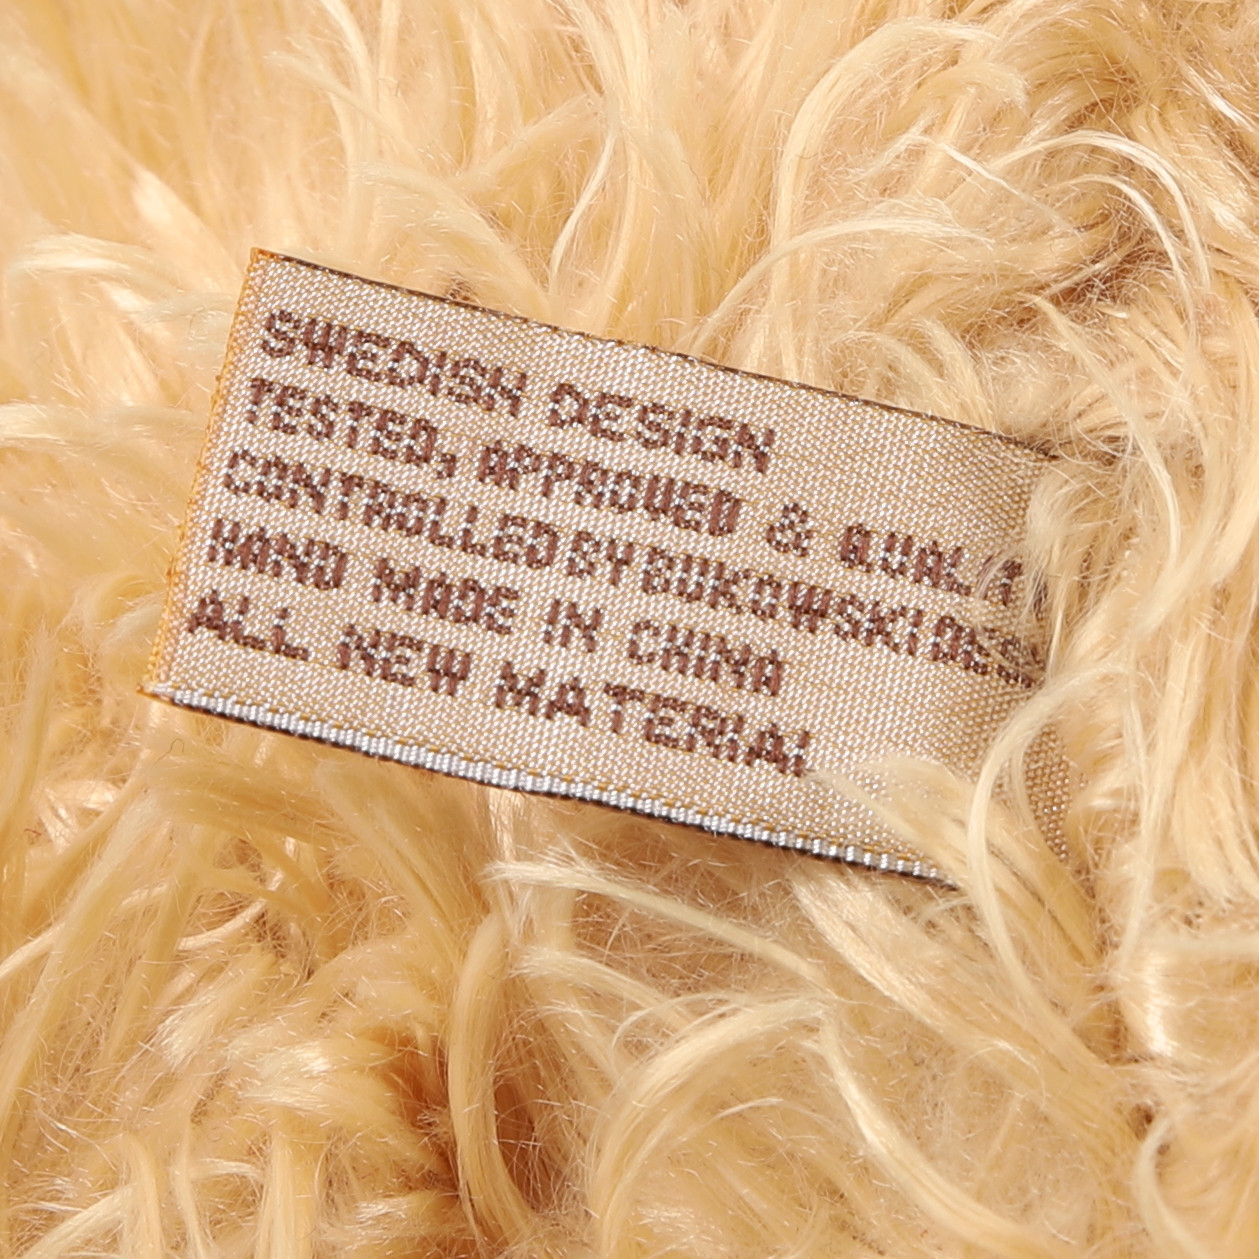 SWEDISH DESIGN
TESTED, APPROVED &
CONTROLLED BY BUKOWSKI
HAND MADE IN CHINA
ALL NEW MATERIAL